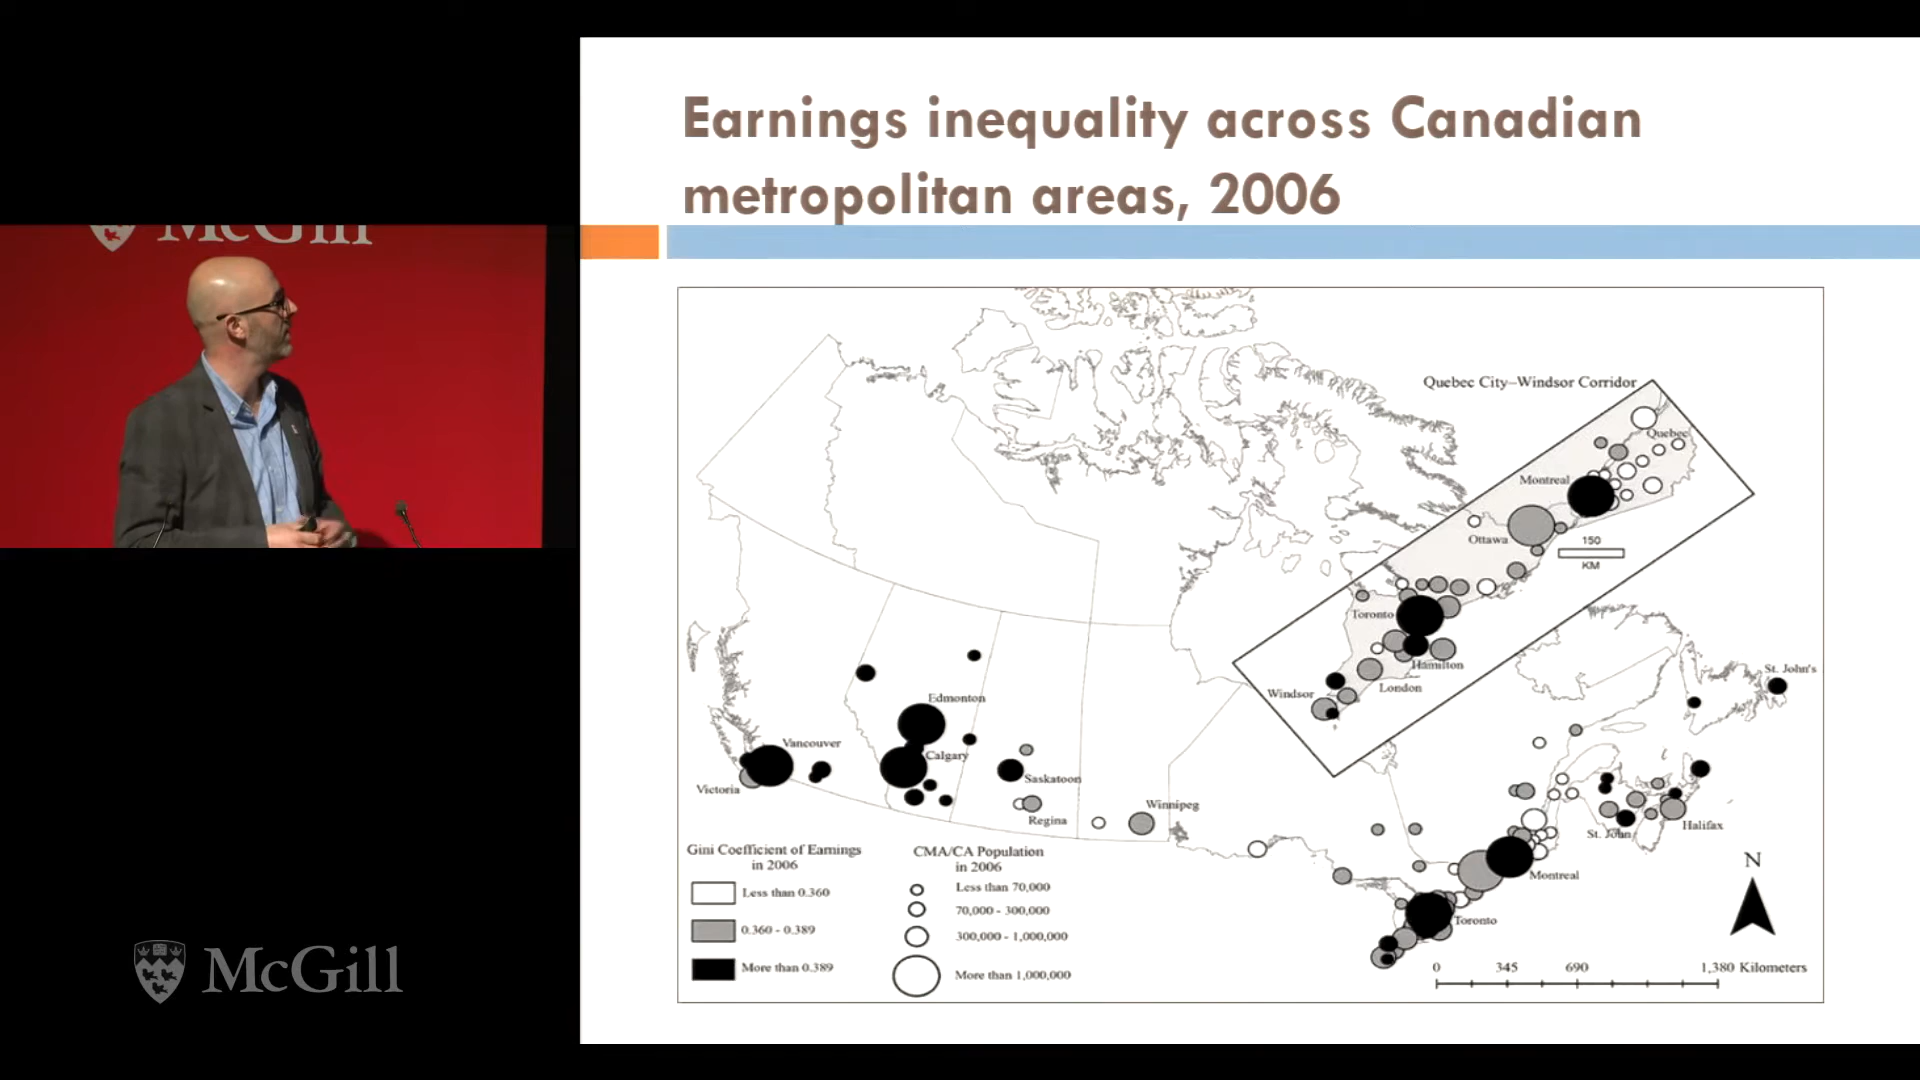 McGill
Earnings inequality across Canadian
metropolitan areas, 2006
Quebec City–Windsor Corridor
Quebec
Montreal
Ottawa
150
KM
Toronto
Hamilton
London
Windsor
St. John's
Edmonton
Vancouver
Calgary
Victoria
Saskatoon
Regina
Winnipeg
St. John
Halifax
Montreal
Toronto
N
0 345 690 1,380 Kilometers
Gini Coefficient of Earnings
in 2006
Less than 0.360
0.360 - 0.389
More than 0.389
CMA/CA Population
in 2006
Less than 70,000
70,000 - 300,000
300,000 - 1,000,000
More than 1,000,000
McGill